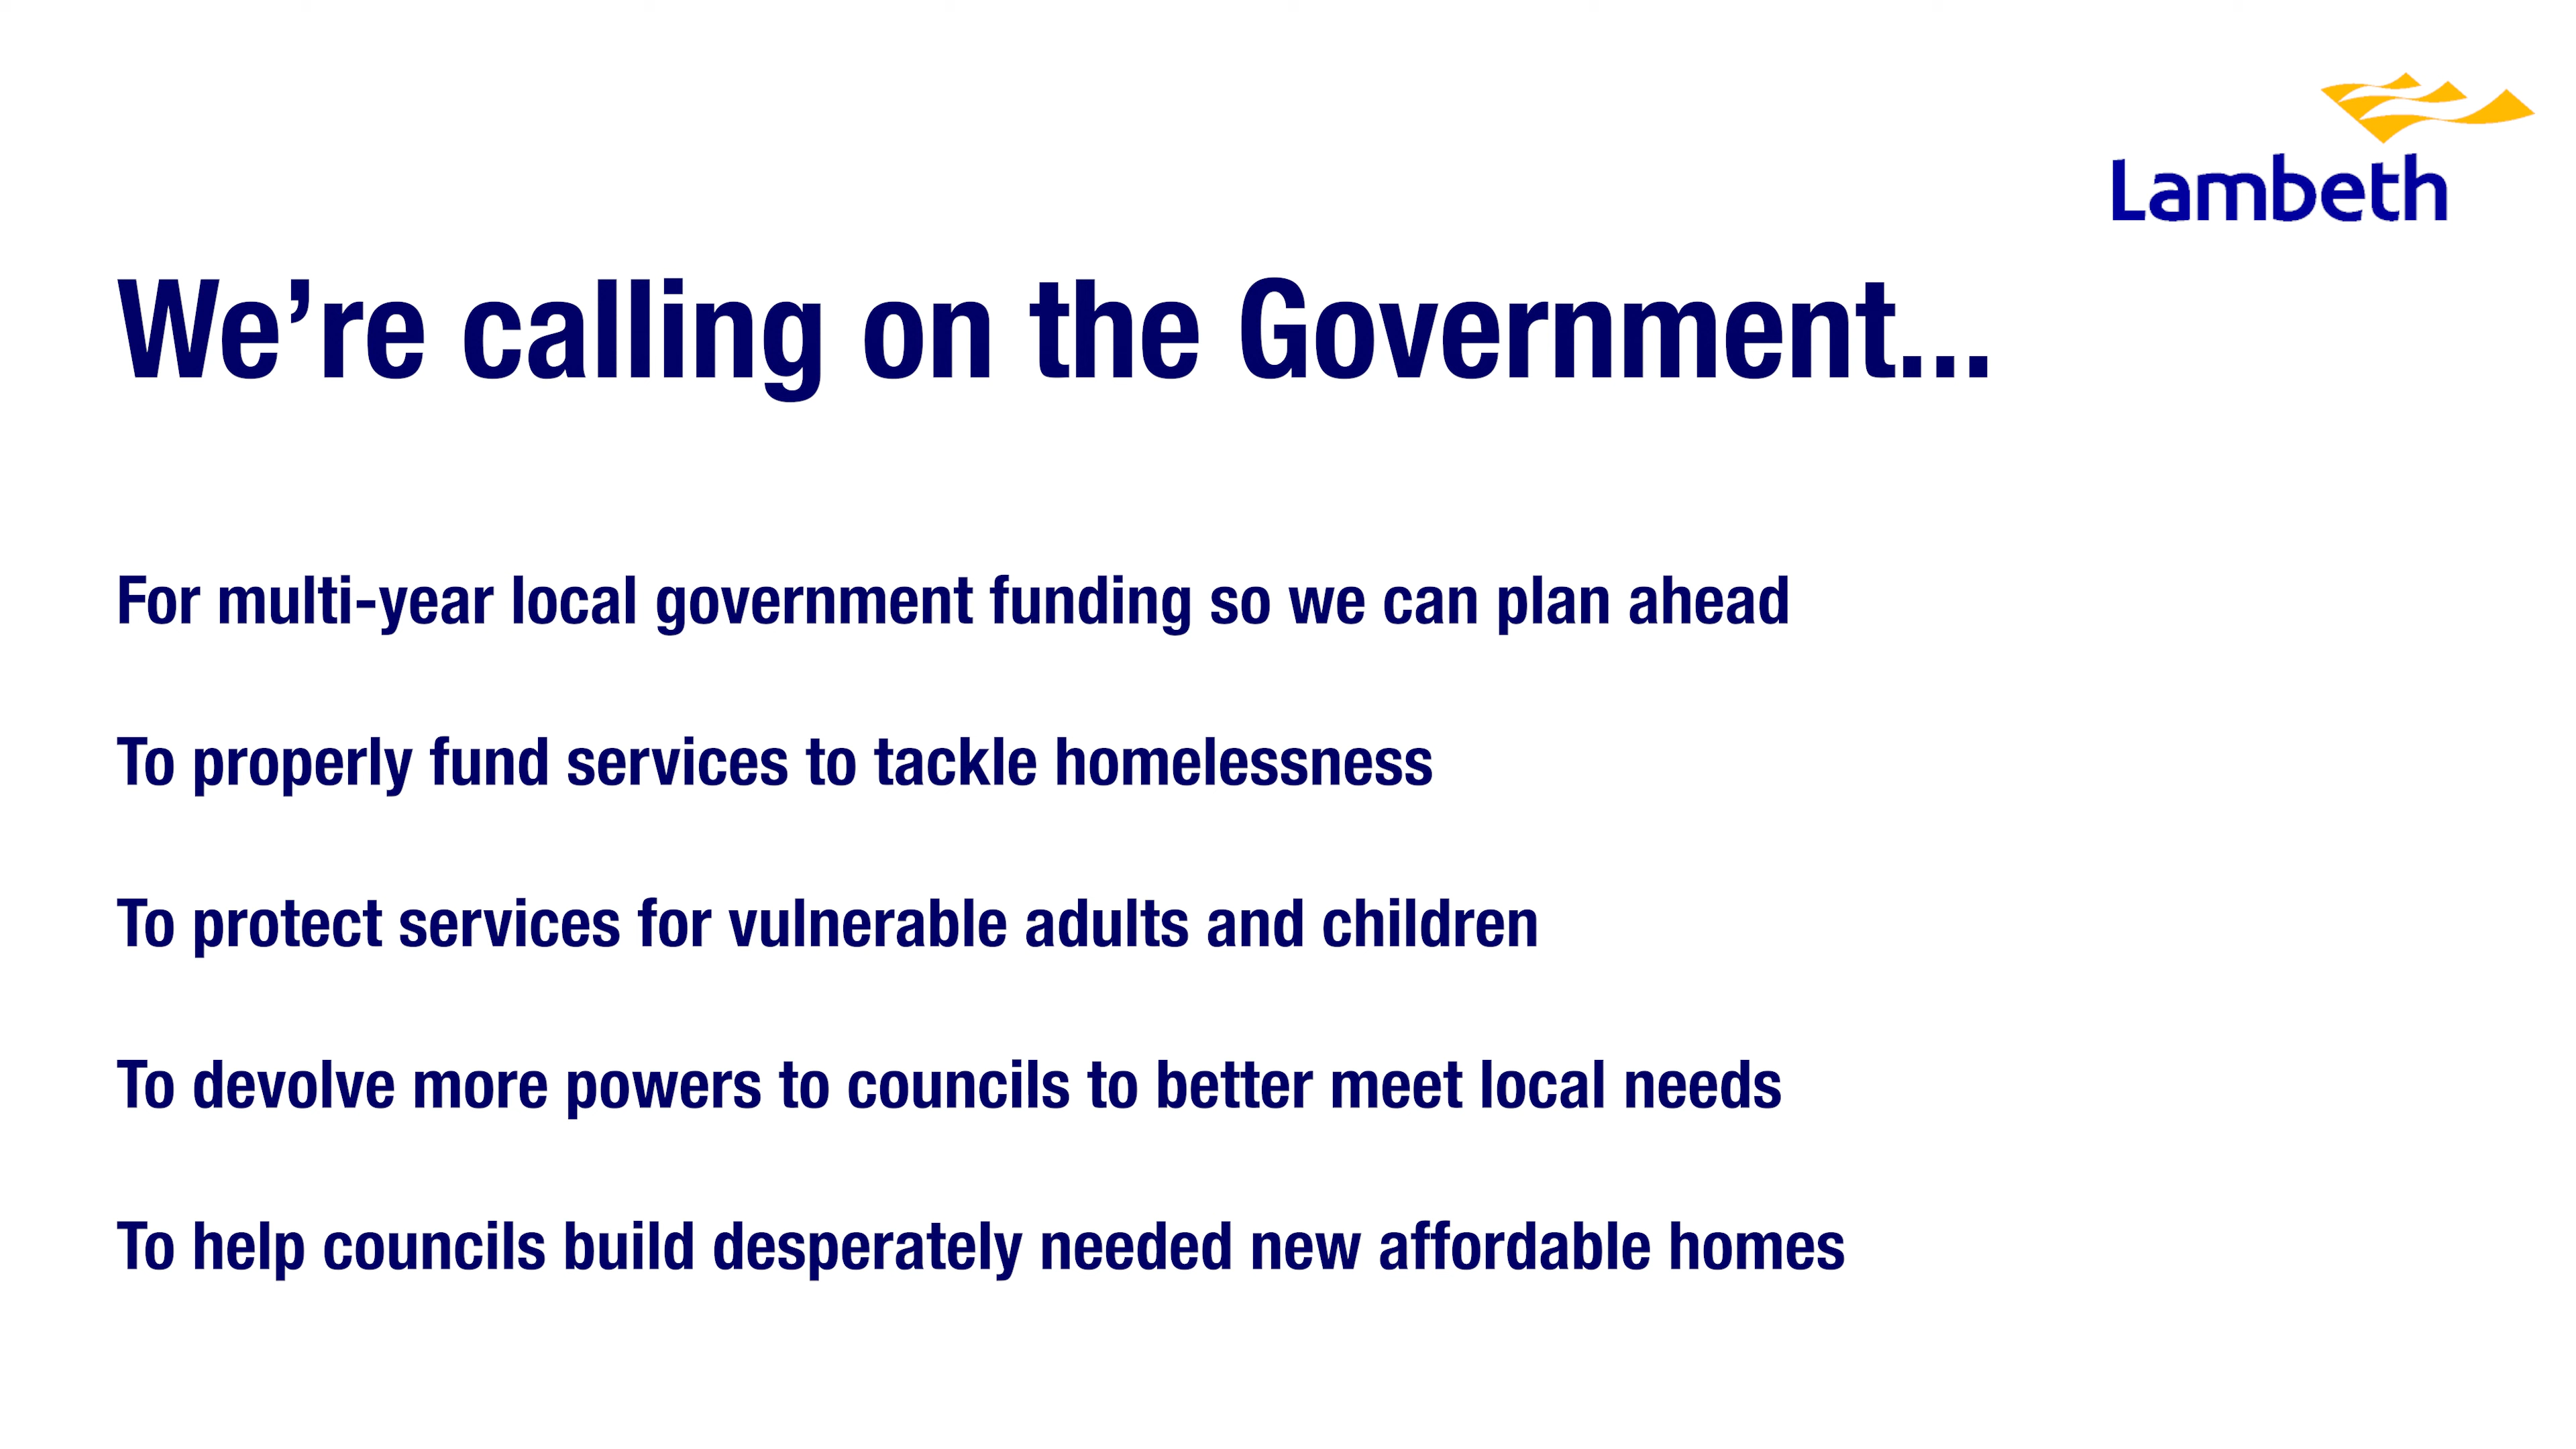 Lambeth
We’re calling on the Government...
For multi-year local government funding so we can plan ahead
To properly fund services to tackle homelessness
To protect services for vulnerable adults and children
To devolve more powers to councils to better meet local needs
To help councils build desperately needed new affordable homes